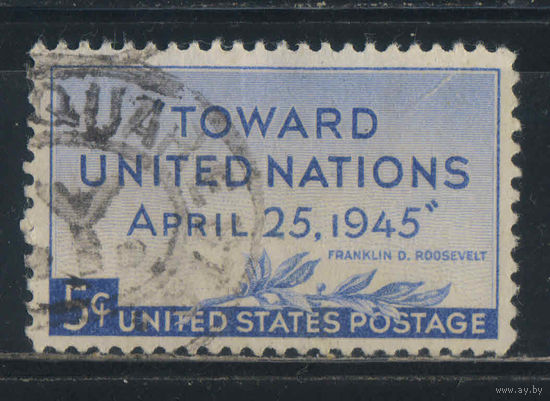 TOWARD
UNITED NATIONS
APRIL 25, 1945"
FRANKLIN D. ROOSEVELT
5¢ UNITED STATES POSTAGE
www.ay.by